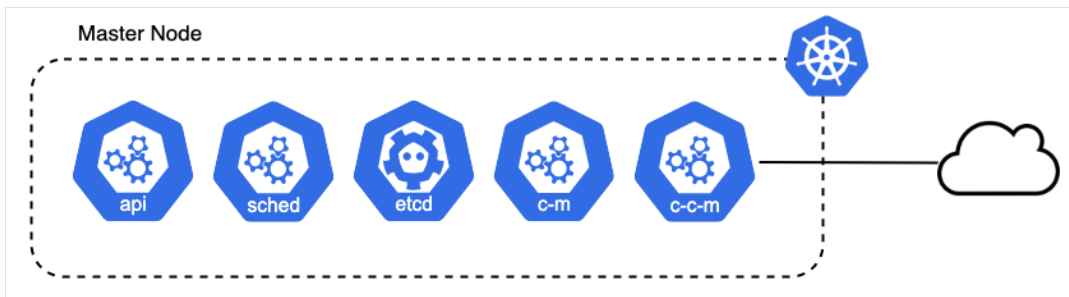 Master Node
api
sched
etcd
c-m
c-c-m